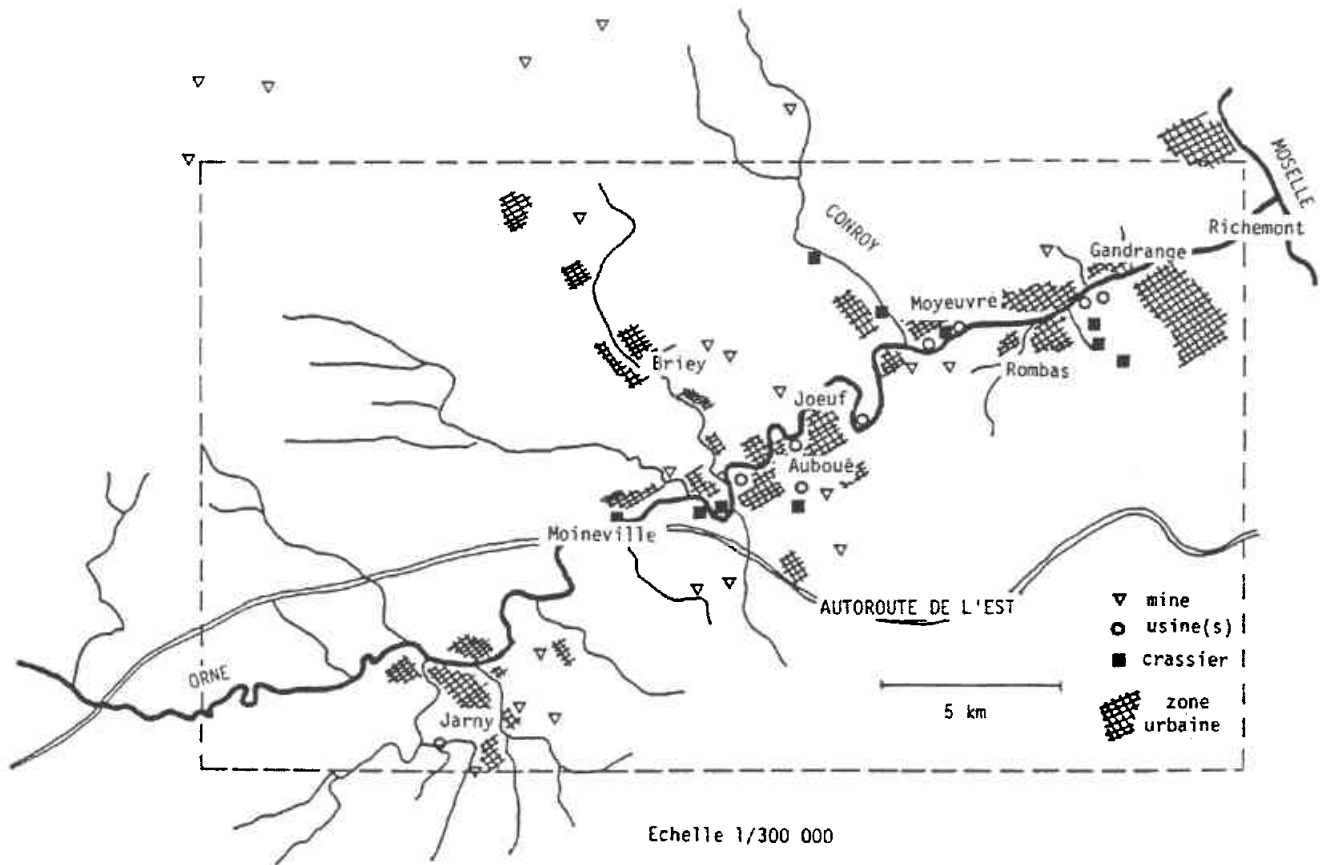 MOSELLE
Richemont
CONROY
Gandrange
Moyeuvre
Briey
Rombas
Joeuf
Auboué
Moineville
AUTOROUTE DE L'EST
mine
usine(s)
crassier
ORNE
5 km
zone
urbaine
Jarny
Echelle 1/300 000